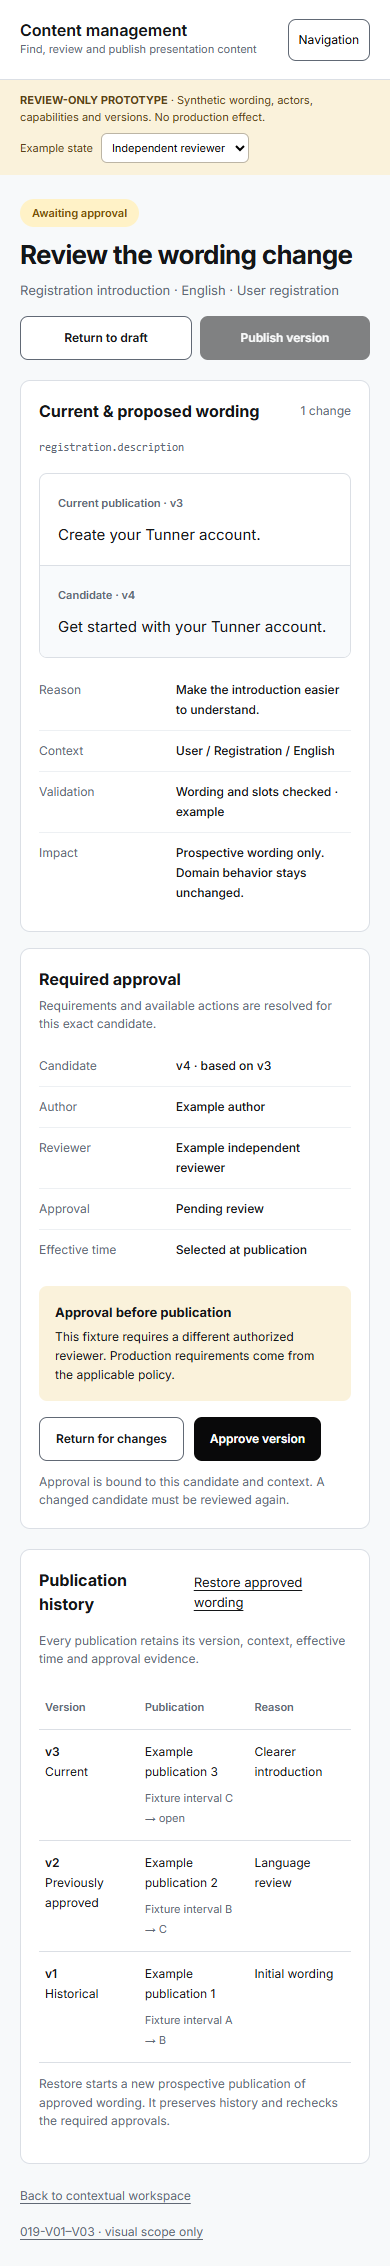 Content management
Find, review and publish presentation content
Navigation
REVIEW-ONLY PROTOTYPE · Synthetic wording, actors,
capabilities and versions. No production effect.
Example state
Independent reviewer
Awaiting approval
Review the wording change
Registration introduction · English · User registration
Return to draft
Publish version
Current & proposed wording
1 change
registration.description
Current publication · v3
Create your Tunner account.
Candidate · v4
Get started with your Tunner account.
Reason
Make the introduction easier
to understand.
Context
User / Registration / English
Validation
Wording and slots checked ·
example
Impact
Prospective wording only.
Domain behavior stays
unchanged.
Required approval
Requirements and available actions are resolved for
this exact candidate.
Candidate
v4 · based on v3
Author
Example author
Reviewer
Example independent
reviewer
Approval
Pending review
Effective time
Selected at publication
Approval before publication
This fixture requires a different authorized
reviewer. Production requirements come from
the applicable policy.
Return for changes
Approve version
Approval is bound to this candidate and context. A
changed candidate must be reviewed again.
Publication
history
Restore approved
wording
Every publication retains its version, context, effective
time and approval evidence.
Version
Publication
Reason
v3
Current
Example
publication 3
Fixture interval C
→ open
Clearer
introduction
v2
Previously
approved
Example
publication 2
Fixture interval B
→ C
Language
review
v1
Historical
Example
publication 1
Fixture interval A
→ B
Initial wording
Restore starts a new prospective publication of
approved wording. It preserves history and rechecks
the required approvals.
Back to contextual workspace
019-V01–V03 · visual scope only